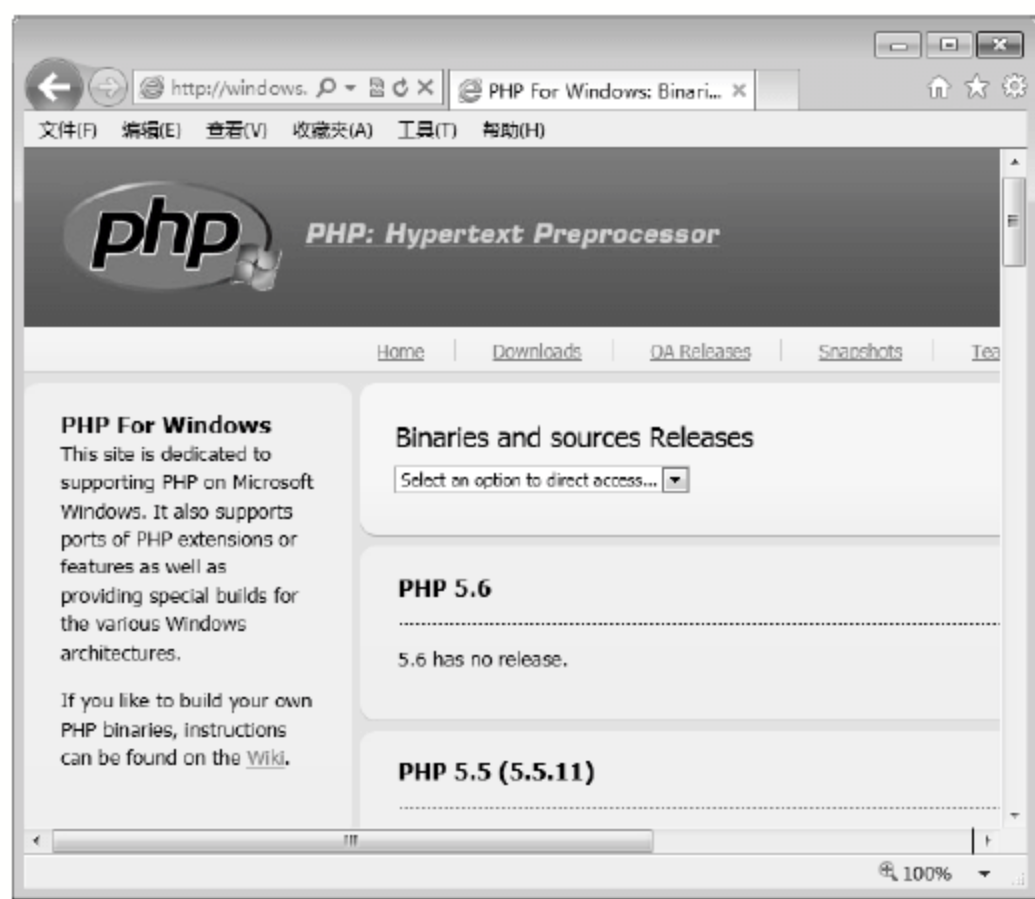 http://windows.
PHP For Windows: Binari...
文件(F) 编辑(E) 查看(V) 收藏夹(A) 工具(T) 帮助(H)
php
PHP: Hypertext Preprocessor
Home Downloads QA Releases Snapshots Tea
PHP For Windows
This site is dedicated to
supporting PHP on Microsoft
Windows. It also supports
ports of PHP extensions or
features as well as
providing special builds for
the various Windows
architectures.
If you like to build your own
PHP binaries, instructions
can be found on the Wiki.
Binaries and sources Releases
Select an option to direct access...
PHP 5.6
5.6 has no release.
PHP 5.5 (5.5.11)
100%